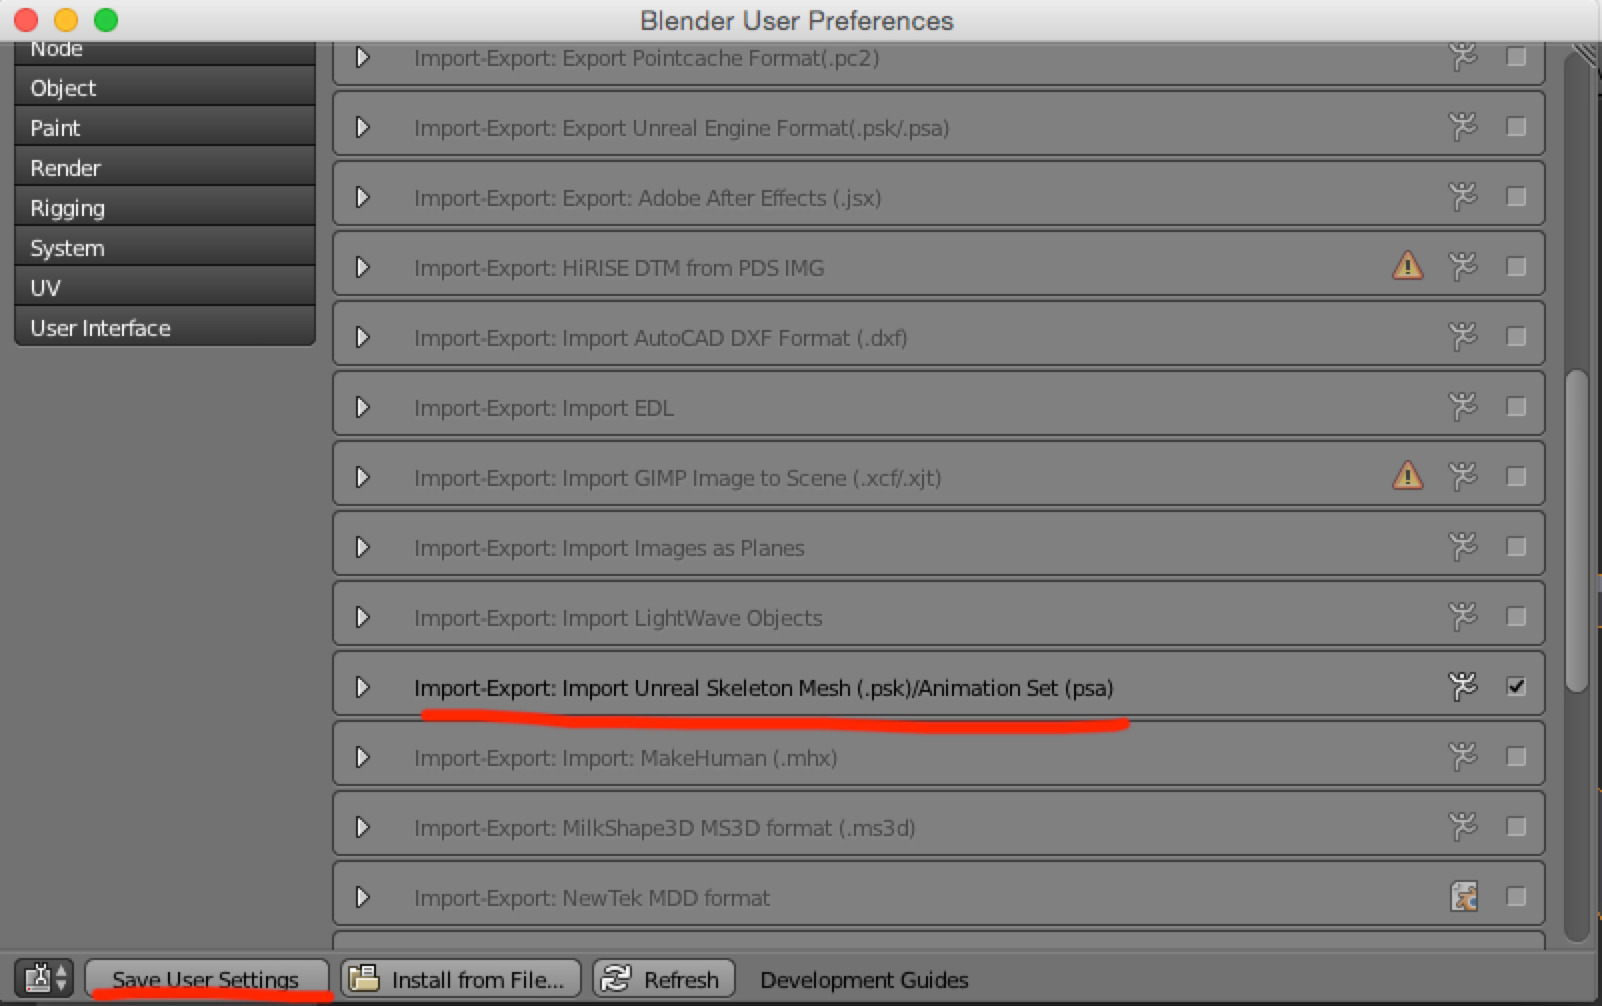 Blender User Preferences
Node
Object
Paint
Render
Rigging
System
UV
User Interface
Import-Export: Export Pointcache Format(.pc2)
Import-Export: Export Unreal Engine Format(.psk/.psa)
Import-Export: Export: Adobe After Effects (.jsx)
Import-Export: HiRISE DTM from PDS IMG
Import-Export: Import AutoCAD DXF Format (.dxf)
Import-Export: Import EDL
Import-Export: Import GIMP Image to Scene (.xcf/.xjt)
Import-Export: Import Images as Planes
Import-Export: Import LightWave Objects
Import-Export: Import Unreal Skeleton Mesh (.psk)/Animation Set (psa)
Import-Export: Import: MakeHuman (.mhx)
Import-Export: MilkShape3D MS3D format (.ms3d)
Import-Export: NewTek MDD format
Save User Settings Install from File... Refresh Development Guides